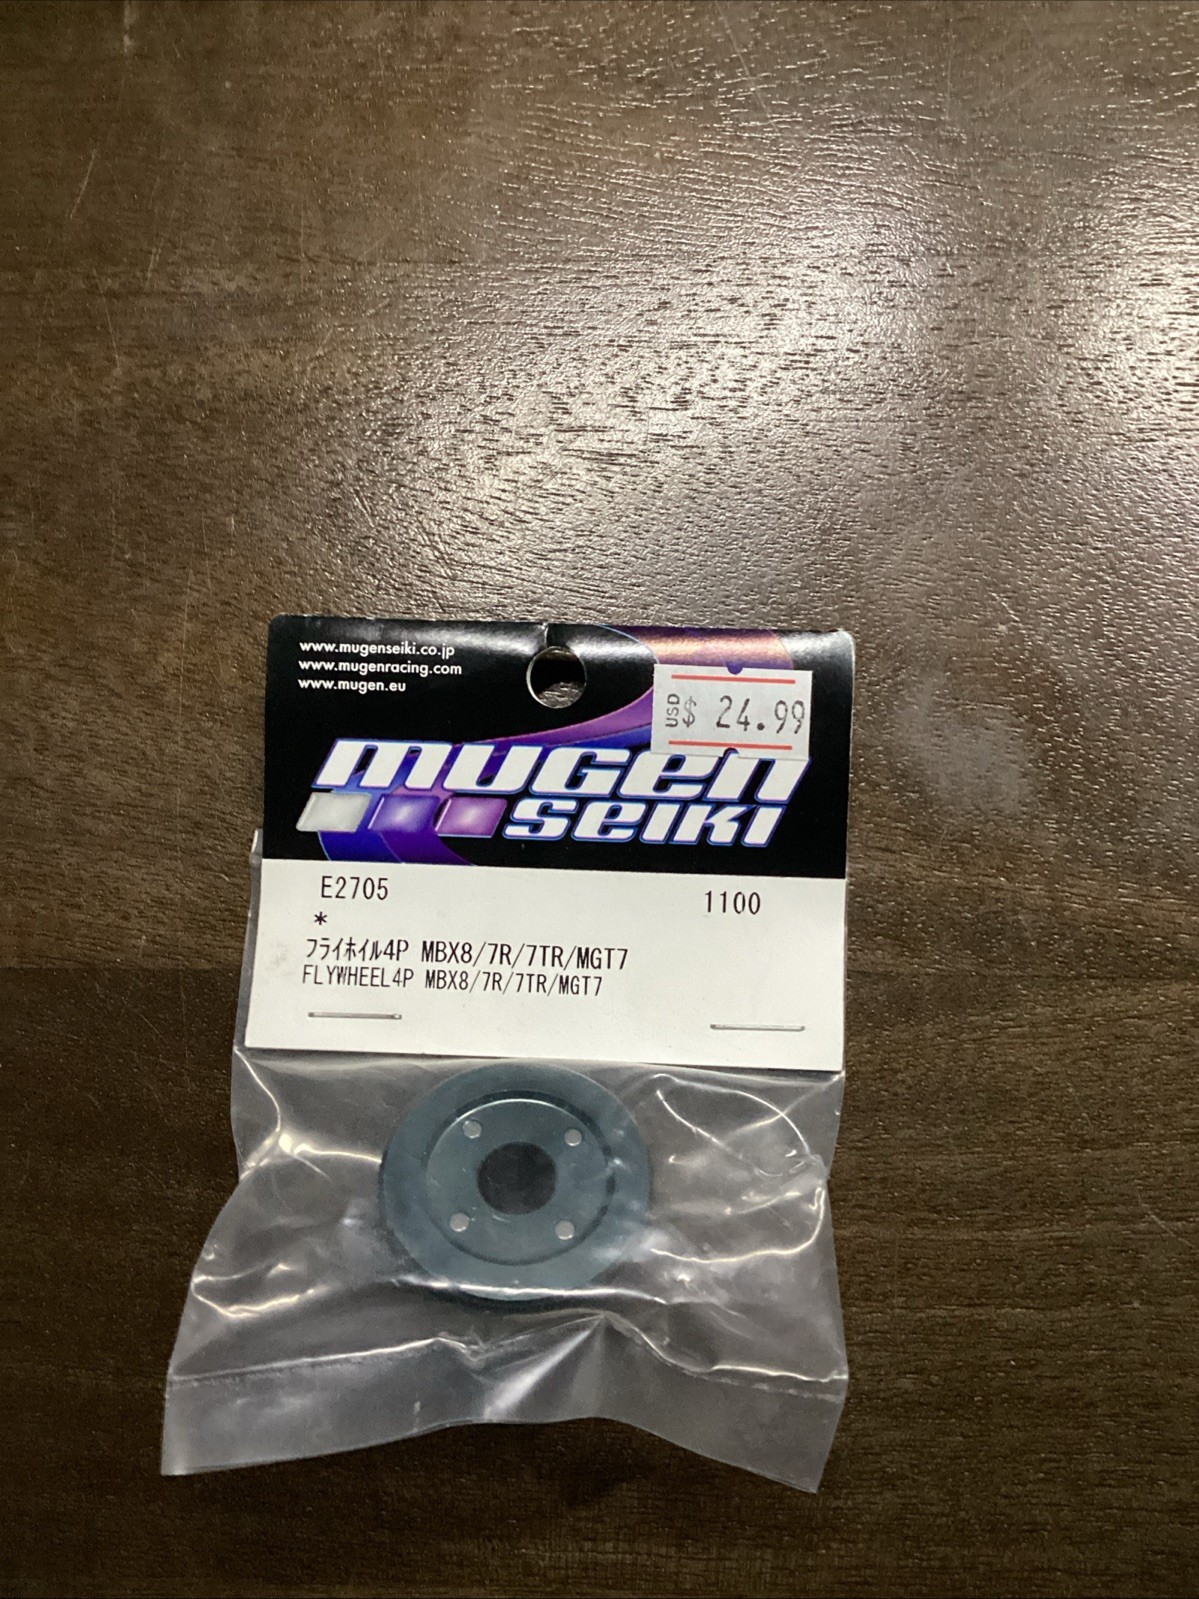 www.mugenseiki.co.jp
www.mugenracing.com
www.mugen.eu
USD $ 24.99
mugen
seiki
E2705 1100
*
フライホイル4P MBX8/7R/7TR/MGT7
FLYWHEEL4P MBX8/7R/7TR/MGT7